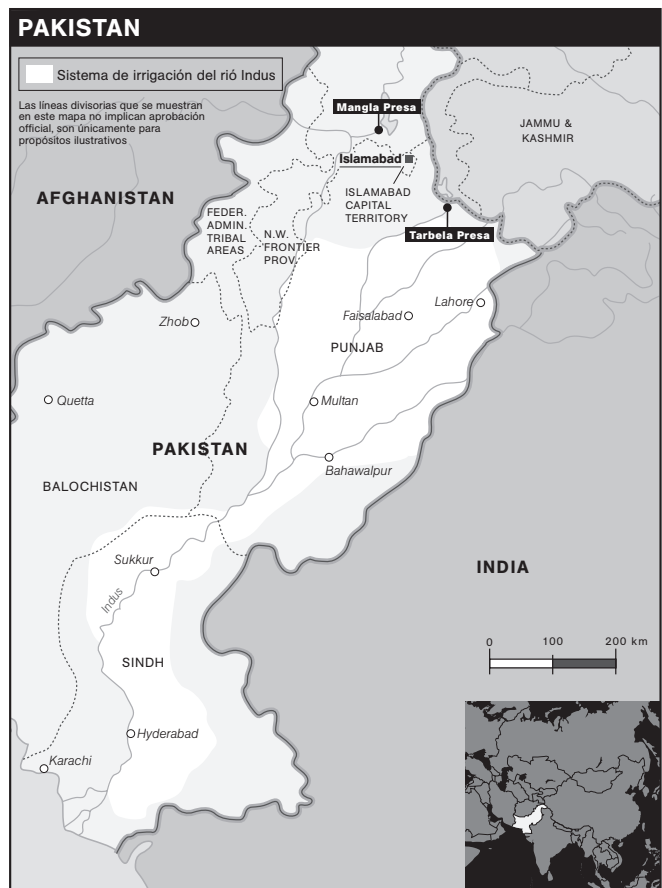 PAKISTAN
Sistema de irrigación del rió Indus
Las líneas divisorias que se muestran
en este mapa no implican aprobación
official, son únicamente para
propósitos ilustrativos
Mangla Presa
JAMMU &
KASHMIR
Islamabad
ISLAMABAD
CAPITAL
TERRITORY
AFGHANISTAN
FEDER.
ADMIN.
TRIBAL
AREAS
N.W.
FRONTIER
PROV.
Tarbela Presa
Lahore
Zhob
Faisalabad
PUNJAB
Quetta
Multan
PAKISTAN
Bahawalpur
BALOCHISTAN
Sukkur
INDIA
Indus
0 100 200 km
SINDH
Hyderabad
Karachi